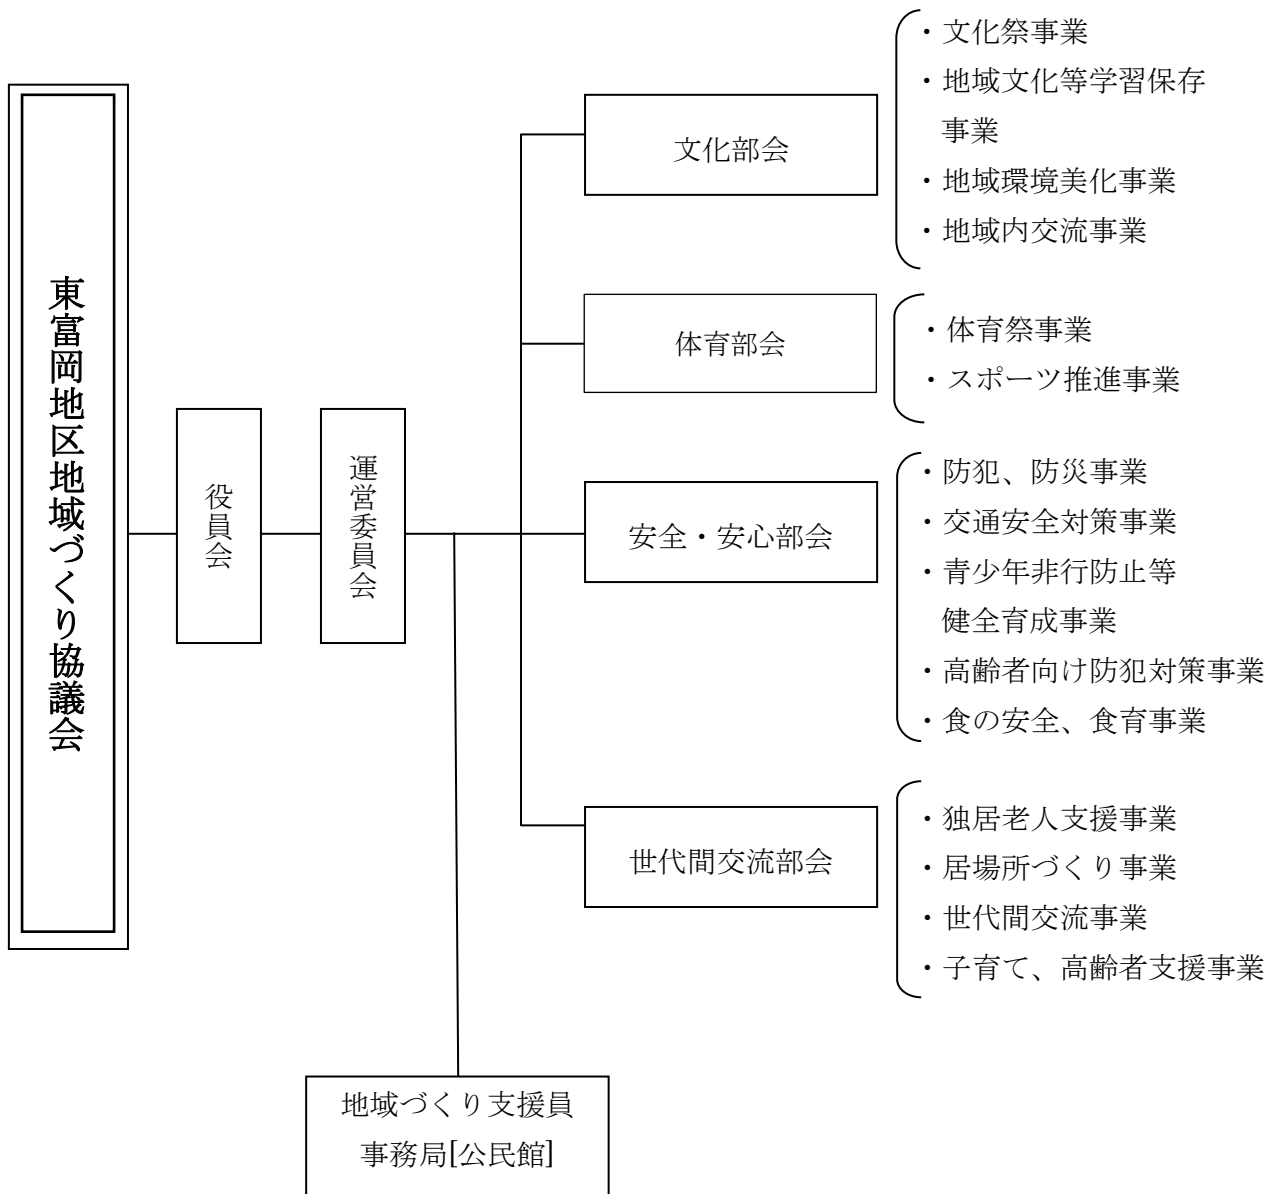 東富岡地区地域づくり協議会
役員会
運営委員会
文化部会
・文化祭事業
・地域文化等学習保存
事業
・地域環境美化事業
・地域内交流事業
体育部会
・体育祭事業
・スポーツ推進事業
安全・安心部会
・防犯、防災事業
・交通安全対策事業
・青少年非行防止等
健全育成事業
・高齢者向け防犯対策事業
・食の安全、食育事業
世代間交流部会
・独居老人支援事業
・居場所づくり事業
・世代間交流事業
・子育て、高齢者支援事業
地域づくり支援員
事務局[公民館]